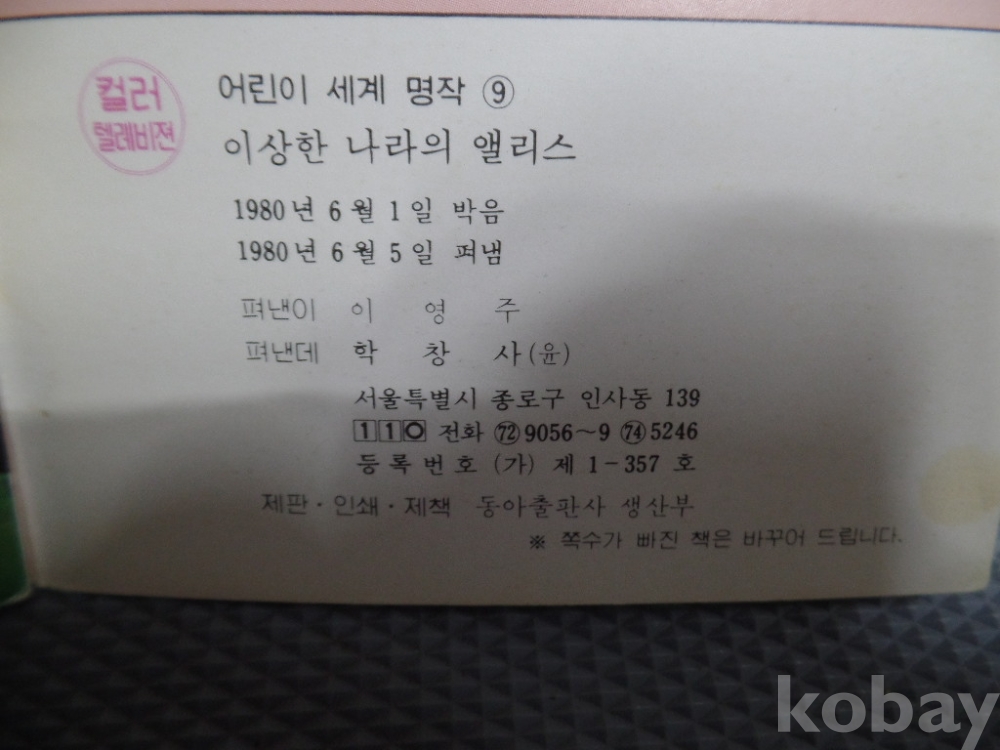 컬러
텔레비젼
어린이 세계 명작 ⑨
이상한 나라의 앨리스
1980년 6월 1일 박음
1980년 6월 5일 펴냄
펴낸이 이 영 주
펴낸데 학 창 사(윤)
서울특별시 종로구 인사동 139
110 전화 ㉒9056~9 ㉔5246
등록번호 (가) 제 1-357 호
제판·인쇄·제책 동아출판사 생산부
※ 쪽수가 빠진 책은 바꾸어 드립니다.
kobay